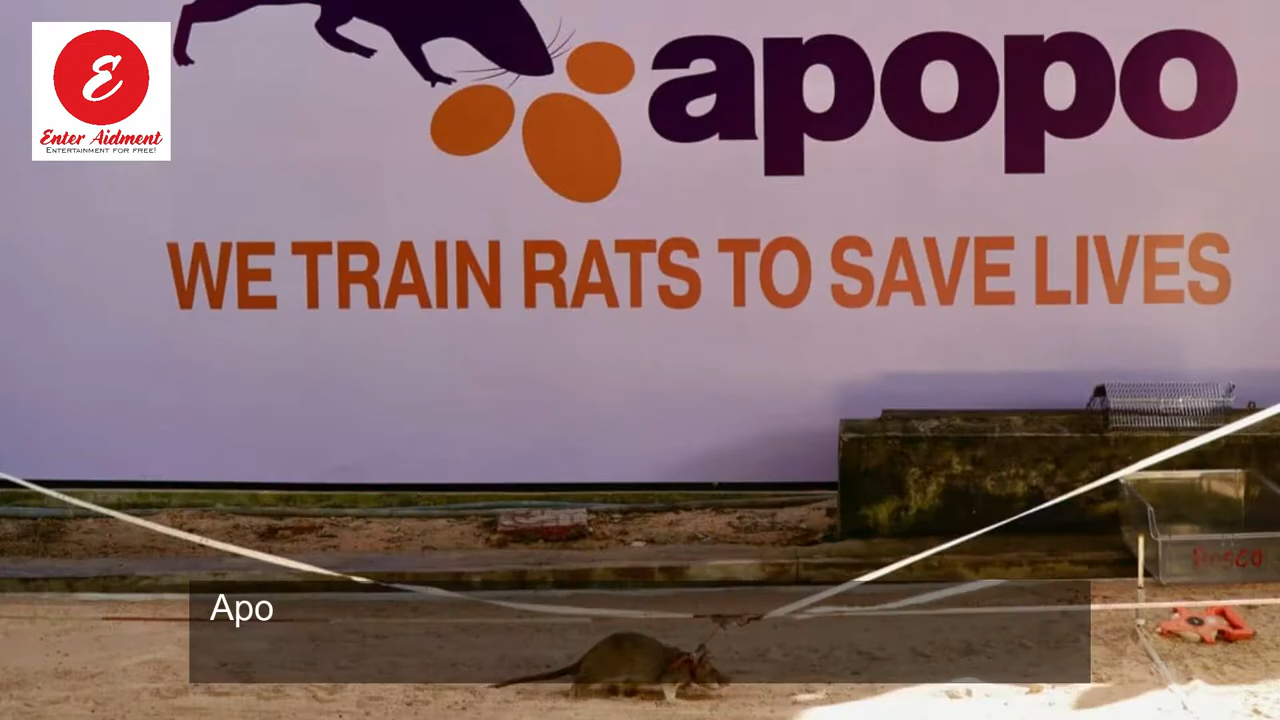 E
Enter Aidment
ENTERTAINMENT FOR FREE!
apopo
WE TRAIN RATS TO SAVE LIVES
Apo